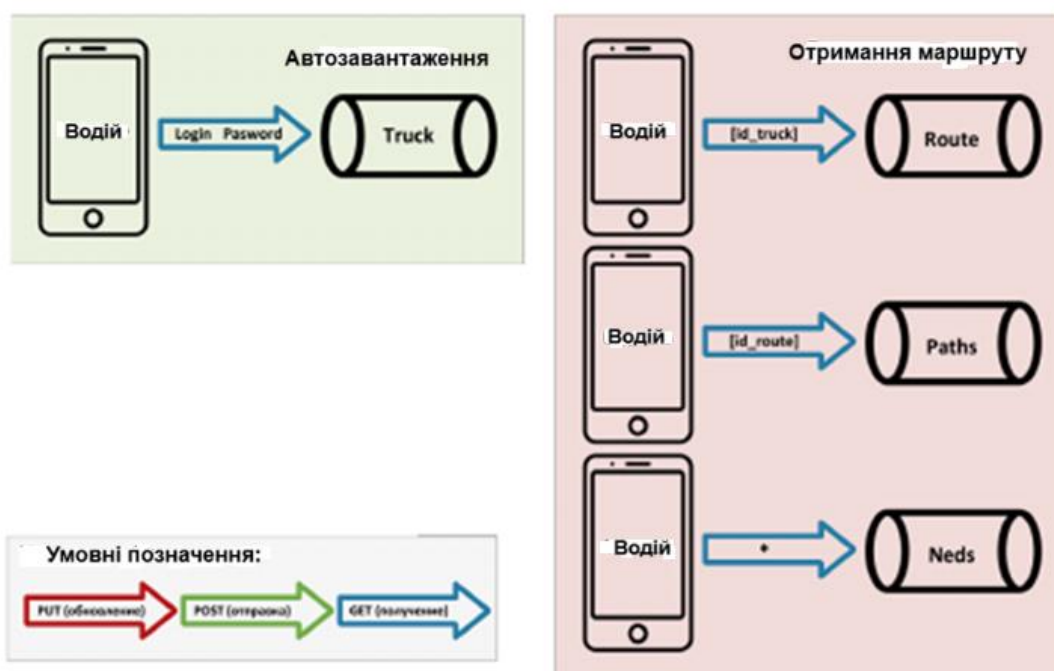 Автозавантаження
Водій
Login Pasword
Truck
Отримання маршруту
Водій
[id_truck]
Route
Водій
[id_route]
Paths
Водій
Neds
Умовні позначення:
PUT (обновление)
POST (отправка)
GET (получение)